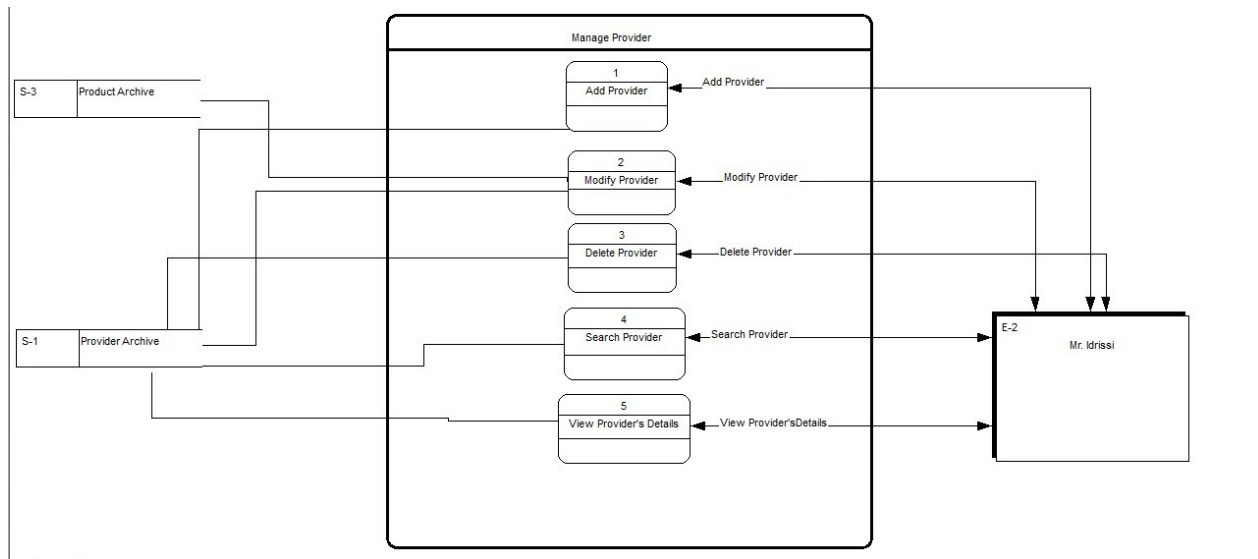 Manage Provider
1
Add Provider
Add Provider
S-3
Product Archive
2
Modify Provider
Modify Provider
3
Delete Provider
Delete Provider
S-1
Provider Archive
4
Search Provider
Search Provider
E-2
Mr. Idrissi
5
View Provider's Details
View Provider'sDetails